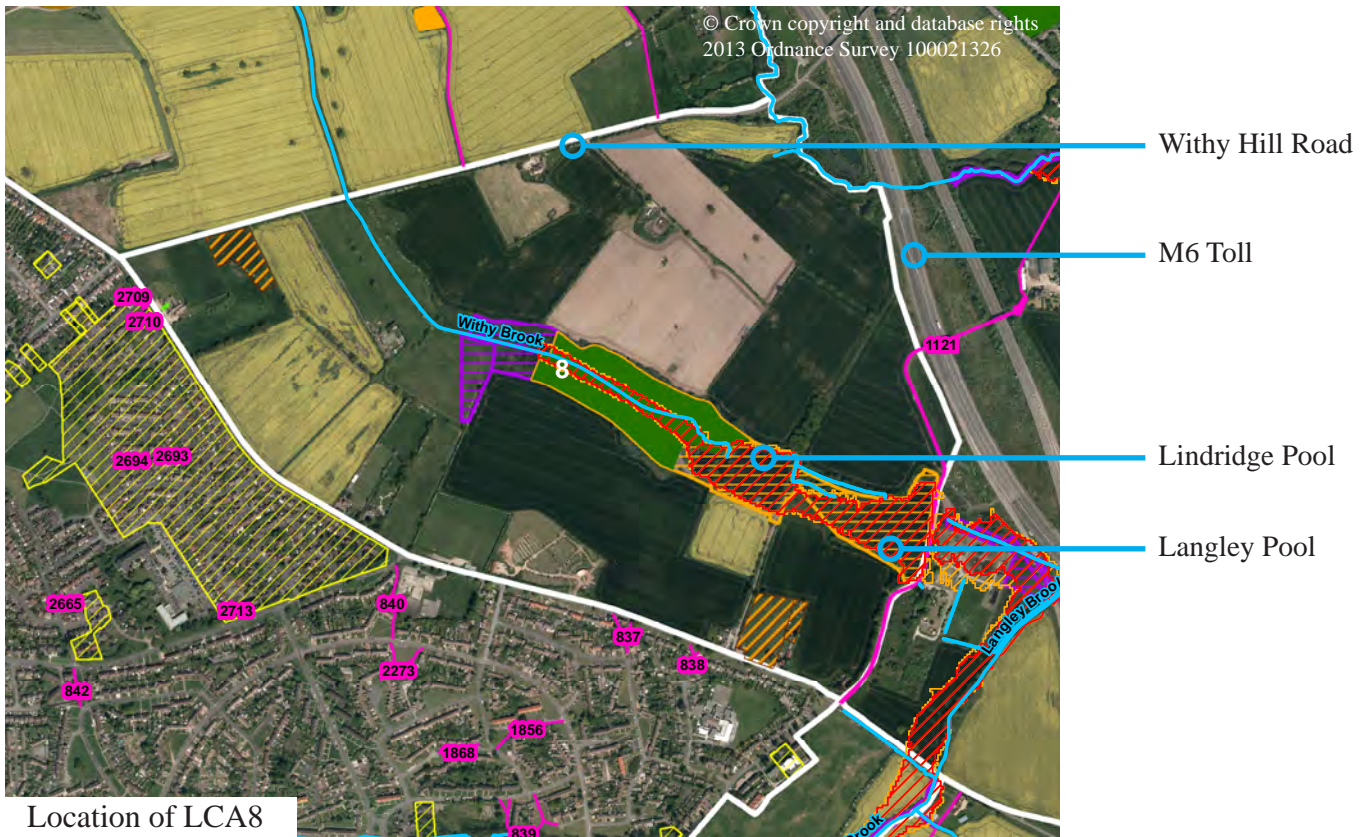 © Crown copyright and database rights
2013 Ordnance Survey 100021326
Withy Hill Road
M6 Toll
2709
2710
Withy Brook
8
1121
2694
2693
Lindridge Pool
Langley Pool
2665
2713
840
837
838
Langley Brook
2273
842
1856
1868
Location of LCA8
839
Brook